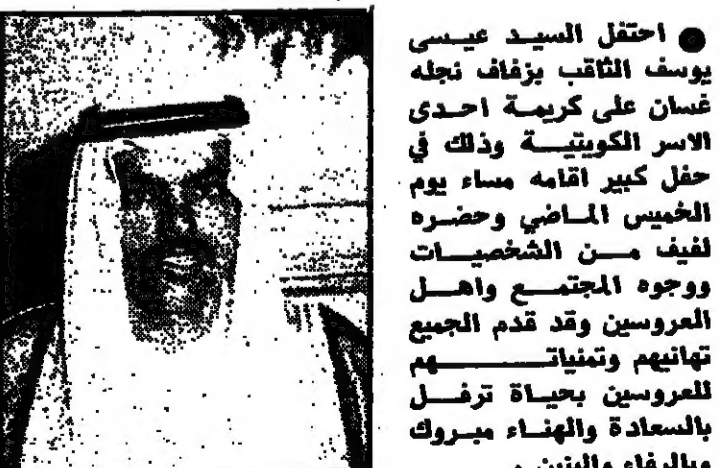 ● احتفل السيد عيسى
يوسف الثاقب بزفاف نجله
غسان على كريمة احدى
الاسر الكويتية وذلك في
حفل كبير اقامه مساء يوم
الخميس الماضي وحضره
لفيف من الشخصيات
ووجوه المجتمع واهل
العروسين وقد قدم الجميع
تهانيهم وتمنياتهم
للعروسين بحياة ترفل
بالسعادة والهناء مبروك
وبالرفاء والبنين .